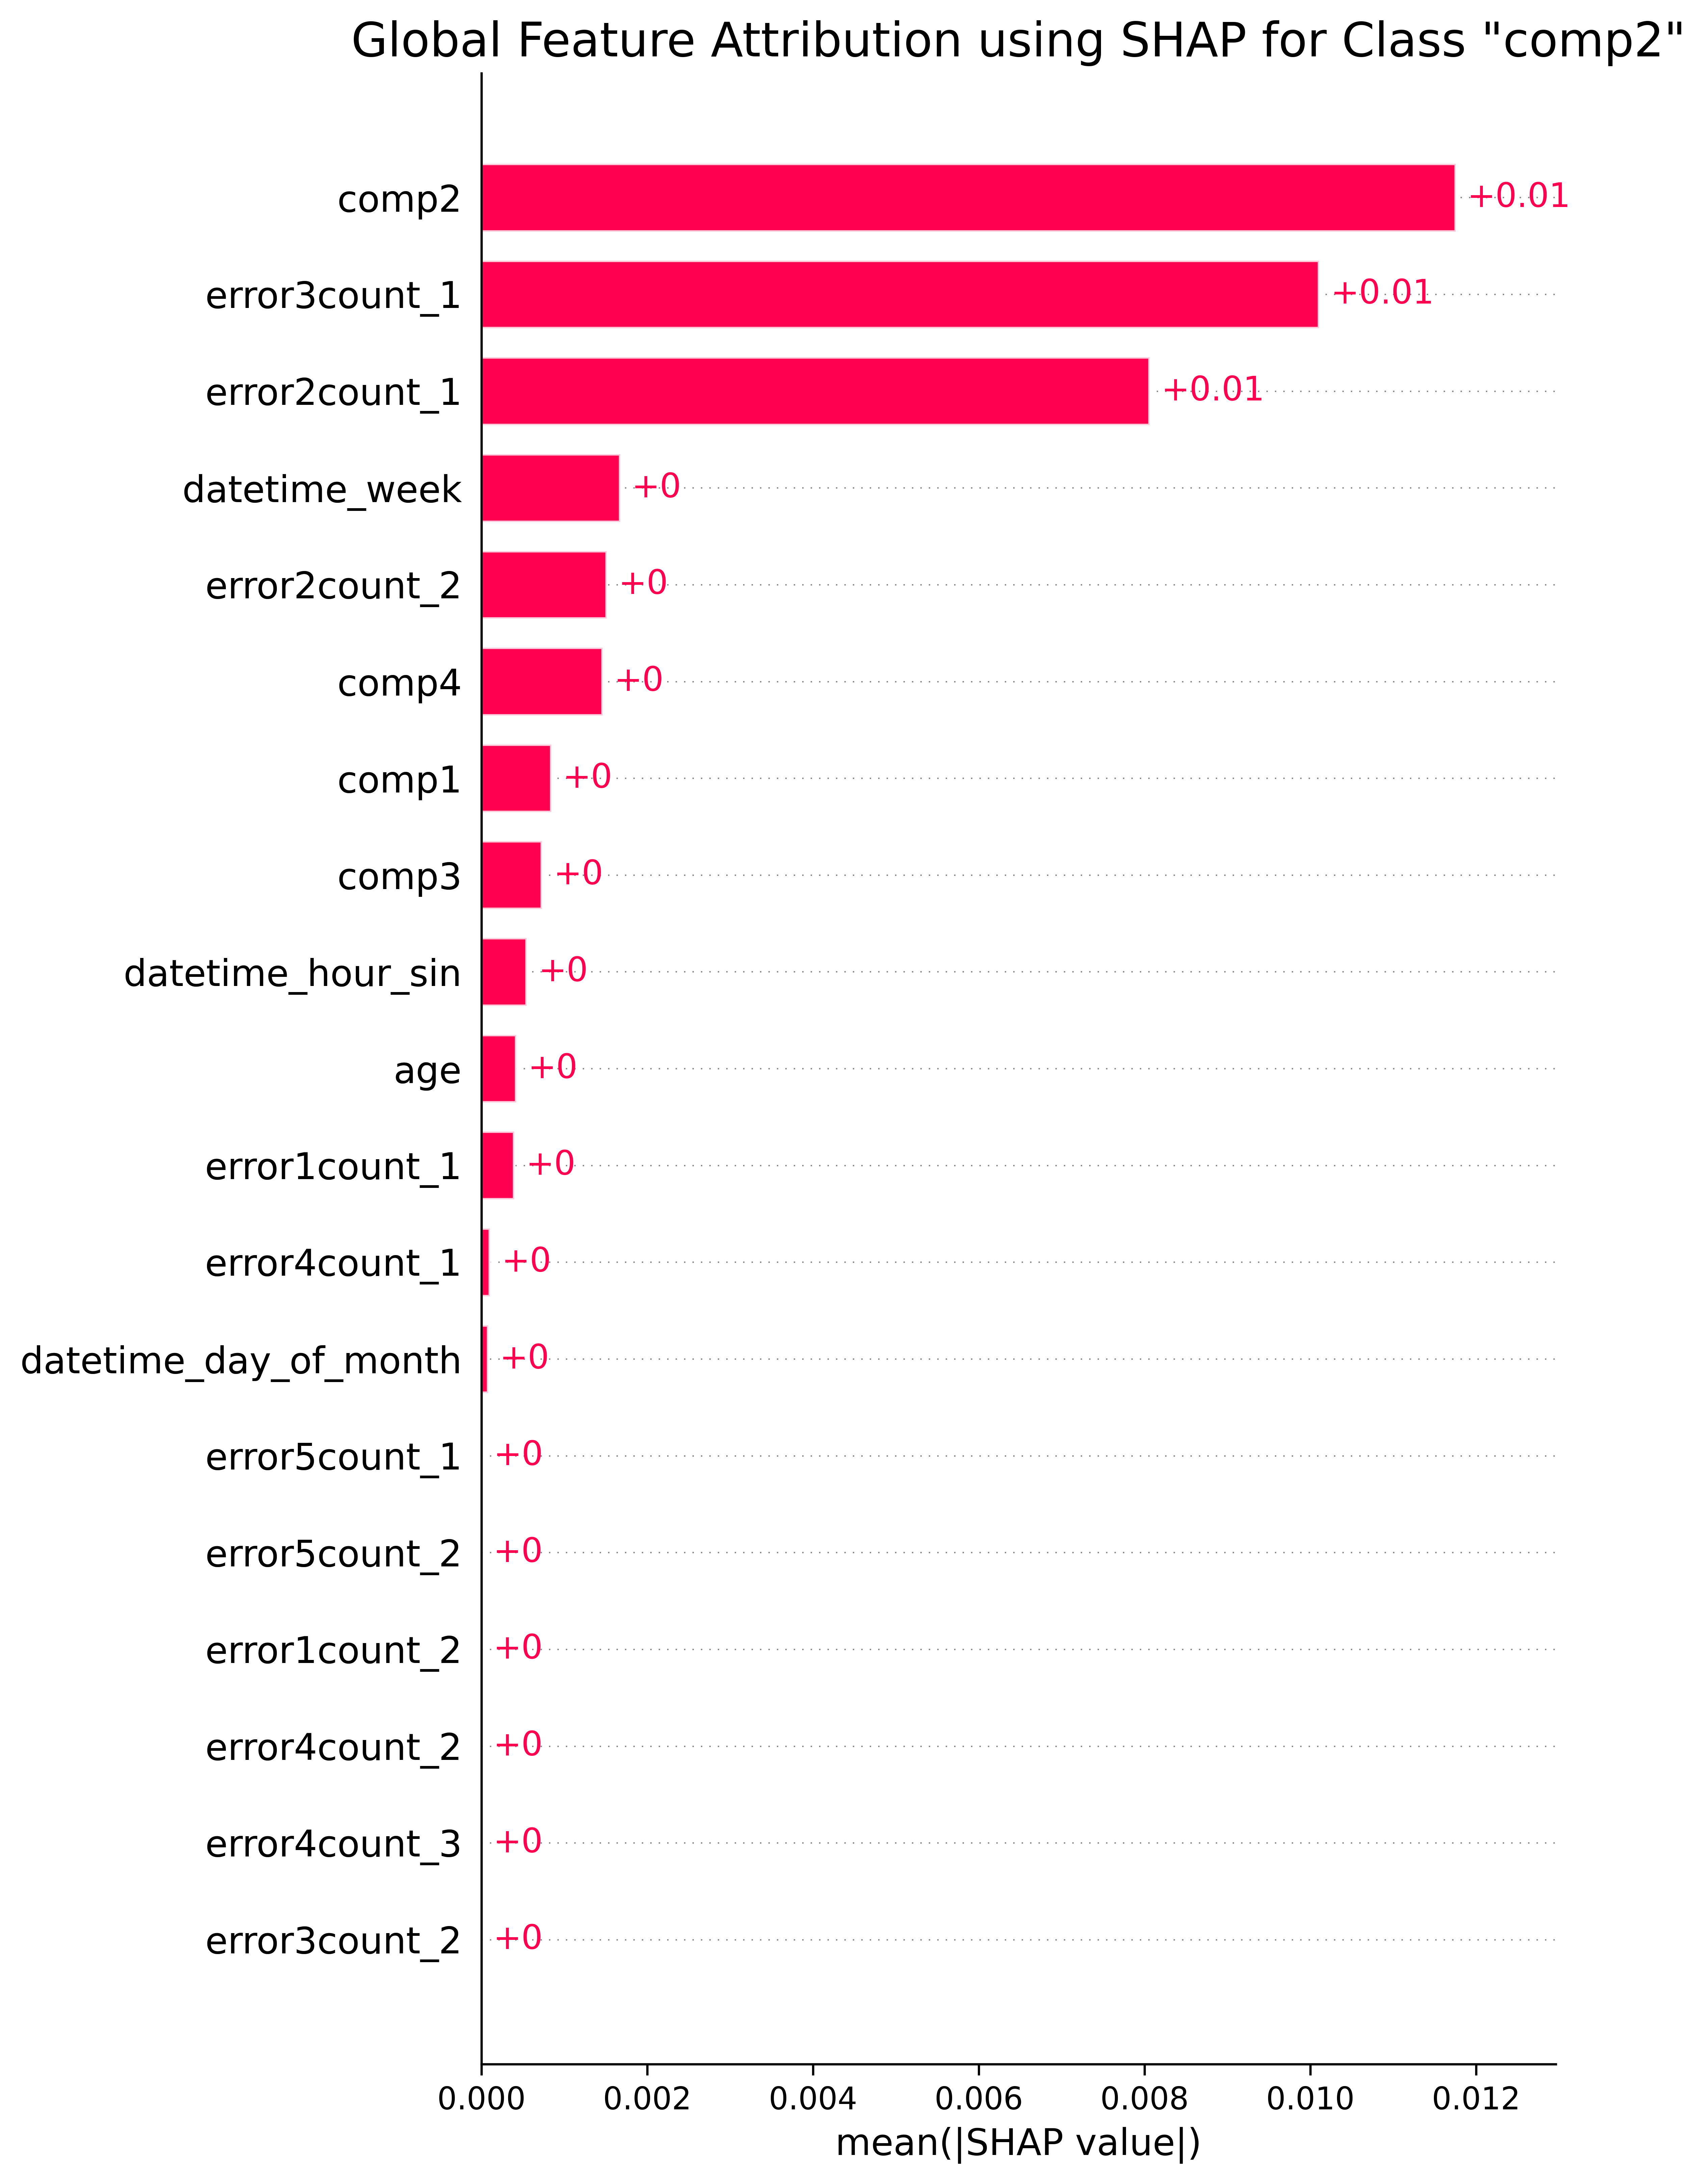 Global Feature Attribution using SHAP for Class "comp2"
comp2 +0.01
error3count_1 +0.01
error2count_1 +0.01
datetime_week +0
error2count_2 +0
comp4 +0
comp1 +0
comp3 +0
datetime_hour_sin +0
age +0
error1count_1 +0
error4count_1 +0
datetime_day_of_month +0
error5count_1 +0
error5count_2 +0
error1count_2 +0
error4count_2 +0
error4count_3 +0
error3count_2 +0
0.000 0.002 0.004 0.006 0.008 0.010 0.012
mean(|SHAP value|)